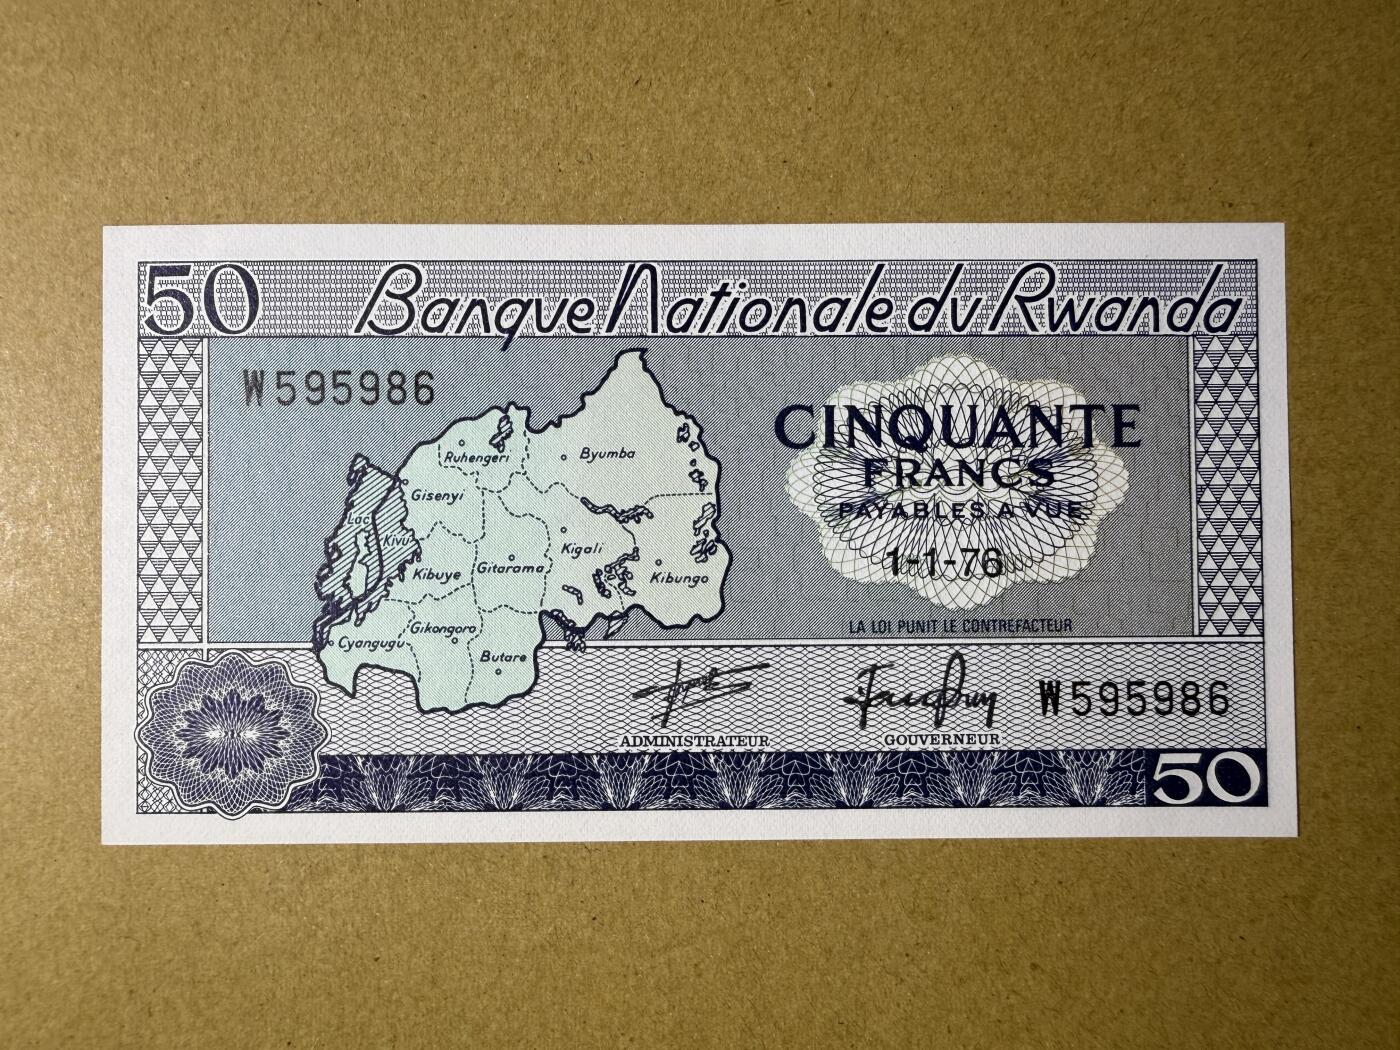 50 Banque Nationale du Rwanda
W595986
CINQUANTE
FRANCS
PAYABLES A VUE
1-1-76
LA LOI PUNIT LE CONTREFACTEUR
Ruhengeri
Byumba
Gisenyi
Lac
Kivu
Kibuye
Gitarama
Kigali
Kibungo
Cyangugu
Gikongoro
Butare
ADMINISTRATEUR
GOUVERNEUR
W595986
50